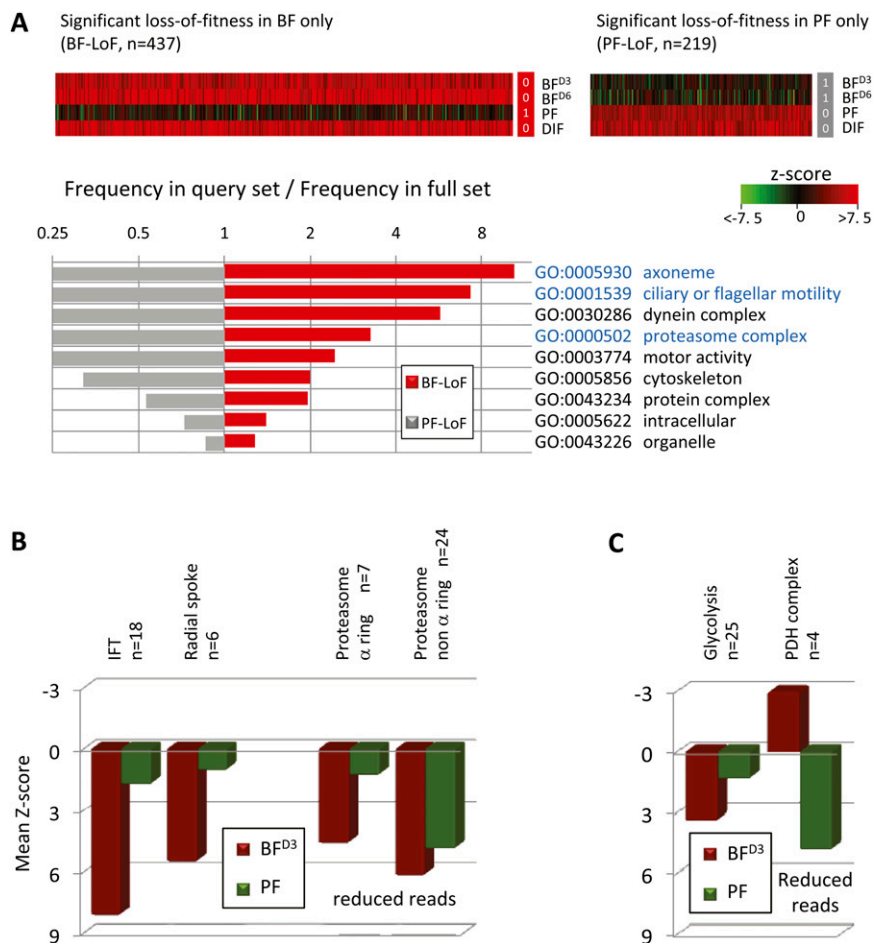 A
Significant loss-of-fitness in BF only
(BF-LoF, n=437)
Significant loss-of-fitness in PF only
(PF-LoF, n=219)
0 BF^D3
0 BF^D6
1 PF
0 DIF
1 BF^D3
1 BF^D6
0 PF
0 DIF
Frequency in query set / Frequency in full set
z-score
<-7. 5 0 >7.5
0.25 0.5 1 2 4 8
GO:0005930 axoneme
GO:0001539 ciliary or flagellar motility
GO:0030286 dynein complex
GO:0000502 proteasome complex
GO:0003774 motor activity
GO:0005856 cytoskeleton
GO:0043234 protein complex
GO:0005622 intracellular
GO:0043226 organelle
BF-LoF
PF-LoF
B
IFT
n=18
Radial spoke
n=6
Proteasome
α ring n=7
Proteasome
non α ring n=24
Mean Z-score
-3
0
3
6
9
BF^D3
PF
reduced reads
C
Glycolysis
n=25
PDH complex
n=4
-3
0
3
6
9
BF^D3
PF
Reduced
reads